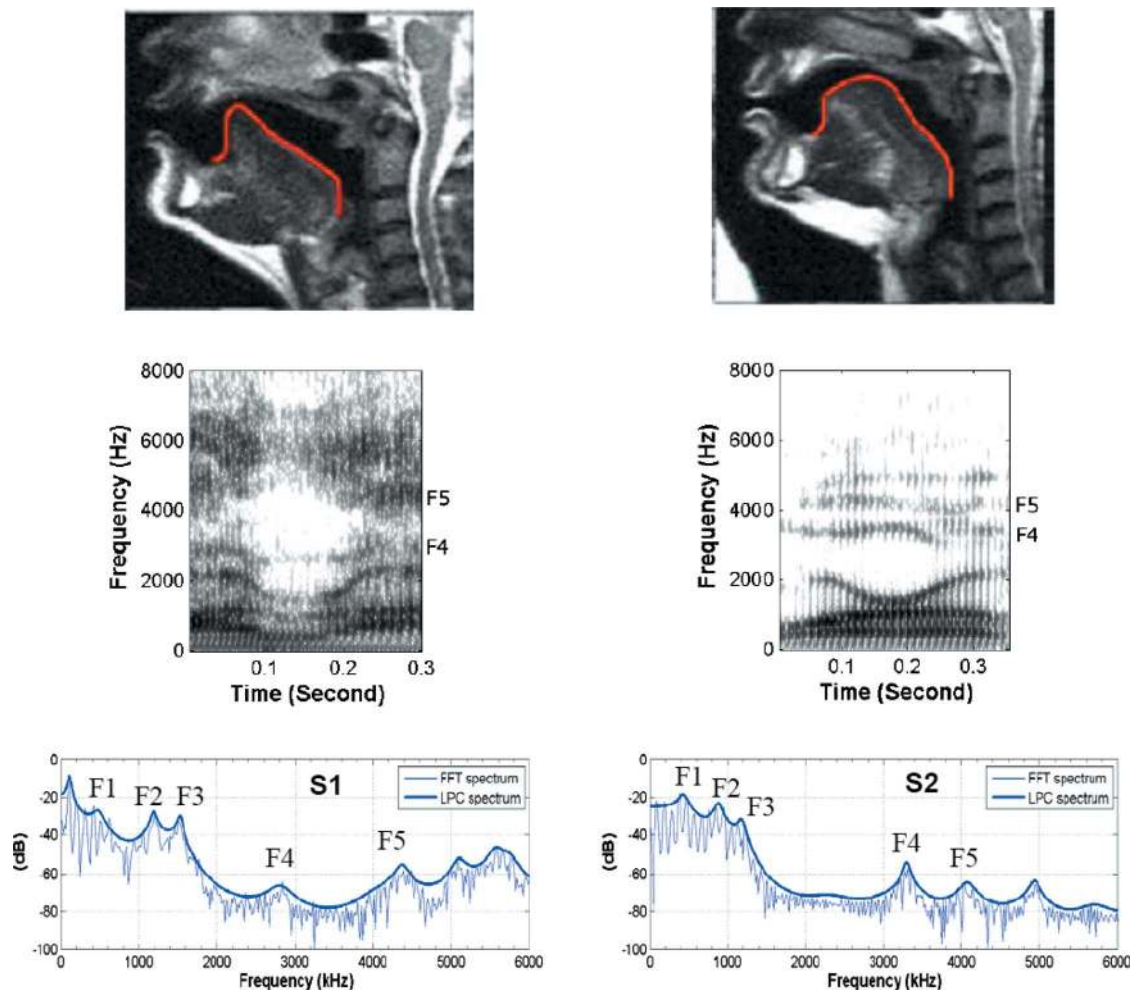 8000
6000
4000
2000
0
Frequency (Hz)
F5
F4
0.1 0.2 0.3
Time (Second)
8000
6000
4000
2000
0
Frequency (Hz)
F5
F4
0.1 0.2 0.3
Time (Second)
0
-20
-40
-60
-80
-100
(dB)
F1 F2 F3 F4 F5
S1
FFT spectrum
LPC spectrum
0 1000 2000 3000 4000 5000 6000
Frequency (kHz)
0
-20
-40
-60
-80
-100
(dB)
F1 F2 F3 F4 F5
S2
FFT spectrum
LPC spectrum
0 1000 2000 3000 4000 5000 6000
Frequency (kHz)